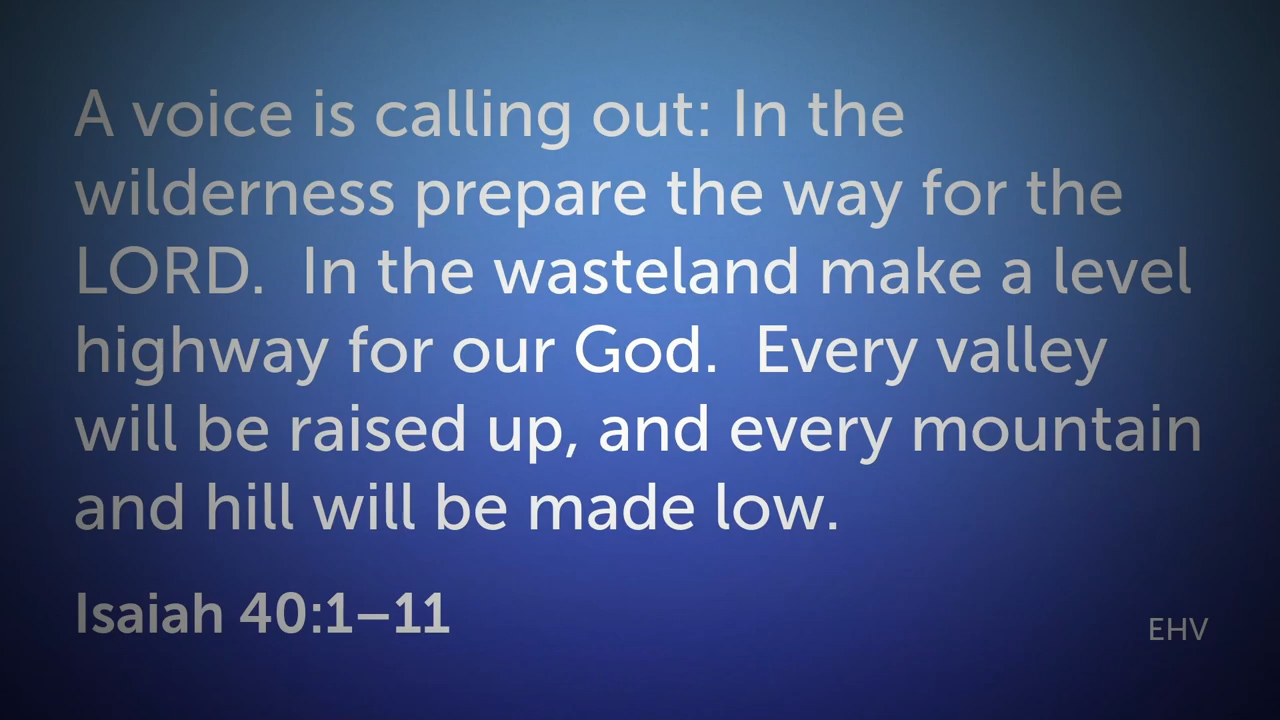 A voice is calling out: In the
wilderness prepare the way for the
LORD.  In the wasteland make a level
highway for our God.  Every valley
will be raised up, and every mountain
and hill will be made low.
Isaiah 40:1–11
EHV